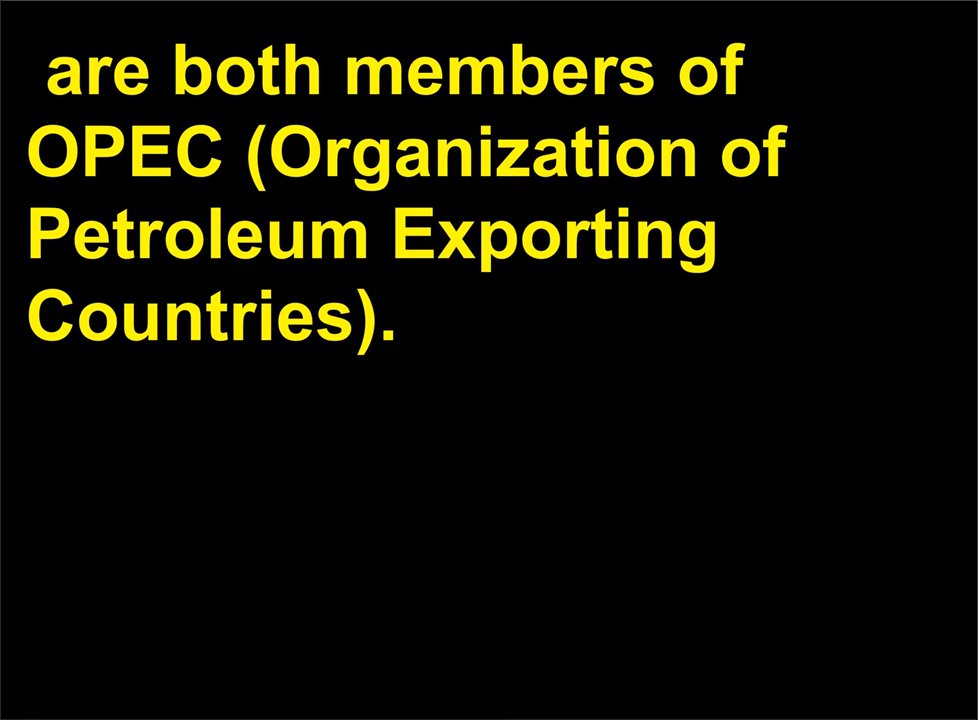 are both members of
OPEC (Organization of
Petroleum Exporting
Countries).